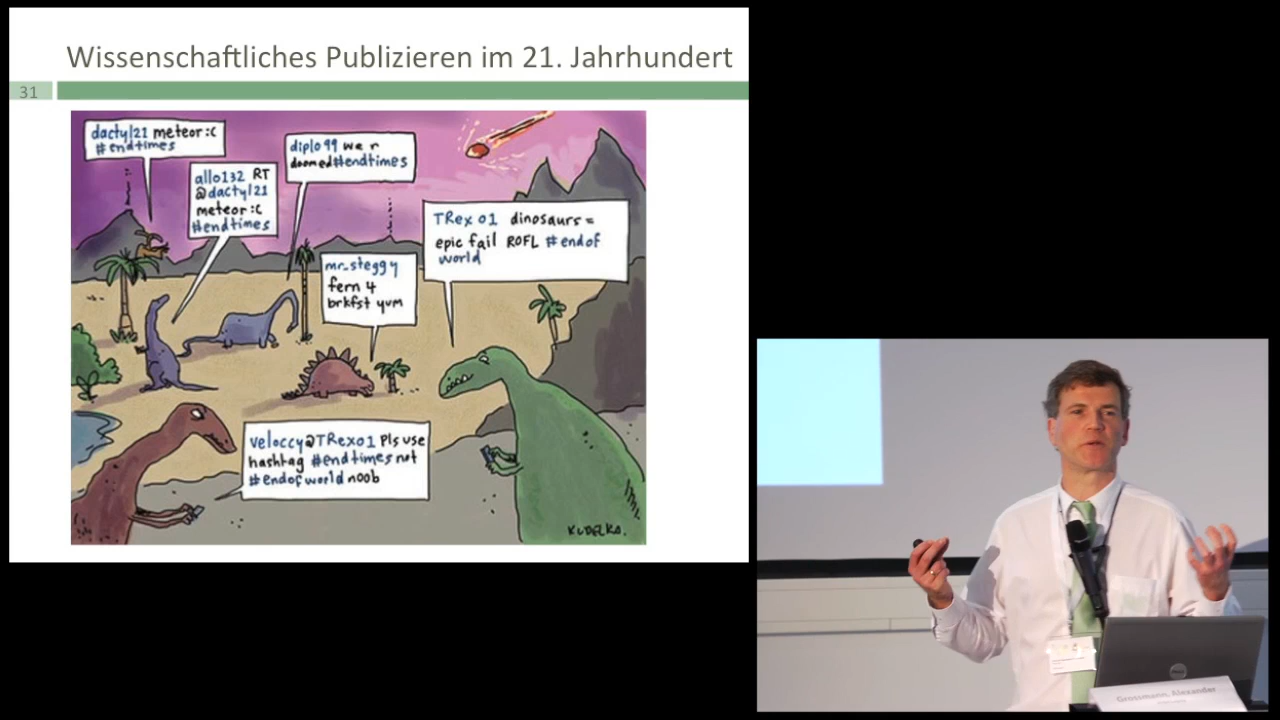 Wissenschaftliches Publizieren im 21. Jahrhundert
31
dactyl21 meteor :c
#endtimes
allo132 RT
@dactyl21
meteor :c
#endtimes
diplo99 we r
doomed#endtimes
TRex01 dinosaurs =
epic fail ROFL #endof
world
mr_steggy
fern 4
brkfst yum
veloccy@TRex01 Pls use
hashtag #endtimes not
#endofworld noob
KUDELKA.
DELL
Grossmann, Alexander